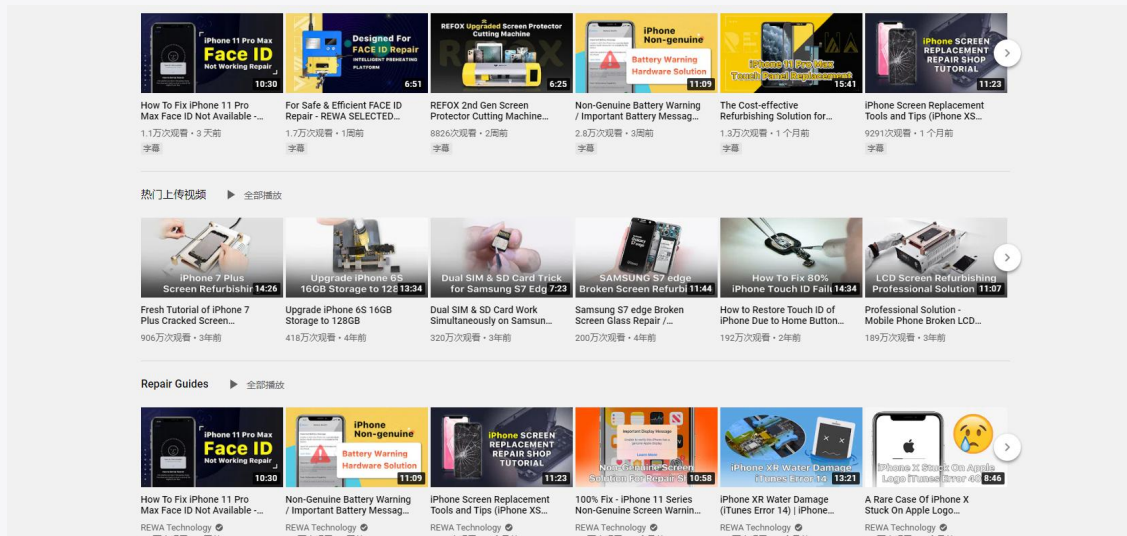 iPhone 11 Pro Max
Face ID
Not Working Repair
10:30
Designed For
FACE ID Repair
INTELLIGENT PREHEATING
PLATFORM
6:51
REFOX Upgraded Screen Protector
Cutting Machine
6:25
iPhone
Non-genuine
Battery Warning
Hardware Solution
11:09
iPhone 11 Pro Max
Touch Panel Replacement
15:41
iPhone SCREEN
REPLACEMENT
REPAIR SHOP
TUTORIAL
11:23
How To Fix iPhone 11 Pro
Max Face ID Not Available -...
1.1万次观看・3 天前
字幕
For Safe & Efficient FACE ID
Repair - REWA SELECTED...
1.7万次观看・1周前
字幕
REFOX 2nd Gen Screen
Protector Cutting Machine...
8826次观看・2周前
字幕
Non-Genuine Battery Warning
/ Important Battery Messag...
2.8万次观看・3周前
字幕
The Cost-effective
Refurbishing Solution for...
1.3万次观看・1 个月前
字幕
iPhone Screen Replacement
Tools and Tips (iPhone XS...
9291次观看・1 个月前
字幕
热门上传视频 全部播放
iPhone 7 Plus
Screen Refurbishin
14:26
Upgrade iPhone 6S
16GB Storage to 128
13:34
Dual SIM & SD Card Trick
for Samsung S7 Edg
7:23
SAMSUNG S7 edge
Broken Screen Refurbi
11:44
How To Fix 80%
iPhone Touch ID Failu
14:34
LCD Screen Refurbishing
Professional Solution
11:07
Fresh Tutorial of iPhone 7
Plus Cracked Screen...
906万次观看・3年前
Upgrade iPhone 6S 16GB
Storage to 128GB
418万次观看・4年前
Dual SIM & SD Card Work
Simultaneously on Samsun...
320万次观看・3年前
Samsung S7 edge Broken
Screen Glass Repair /...
200万次观看・4年前
How to Restore Touch ID of
iPhone Due to Home Button...
192万次观看・2年前
Professional Solution -
Mobile Phone Broken LCD...
189万次观看・3年前
Repair Guides 全部播放
iPhone 11 Pro Max
Face ID
Not Working Repair
10:30
iPhone
Non-genuine
Battery Warning
Hardware Solution
11:09
iPhone SCREEN
REPLACEMENT
REPAIR SHOP
TUTORIAL
11:23
Important Display Message
Non-Genuine Screen
Solution For Repair Sh
10:58
iPhone XR Water Damage
iTunes Error 14
13:21
iPhone X Stuck On Apple
Logo iTunes Error 40
8:46
How To Fix iPhone 11 Pro
Max Face ID Not Available -...
REWA Technology
Non-Genuine Battery Warning
/ Important Battery Messag...
REWA Technology
iPhone Screen Replacement
Tools and Tips (iPhone XS...
REWA Technology
100% Fix - iPhone 11 Series
Non-Genuine Screen Warnin...
REWA Technology
iPhone XR Water Damage
(iTunes Error 14) | iPhone...
REWA Technology
A Rare Case Of iPhone X
Stuck On Apple Logo...
REWA Technology